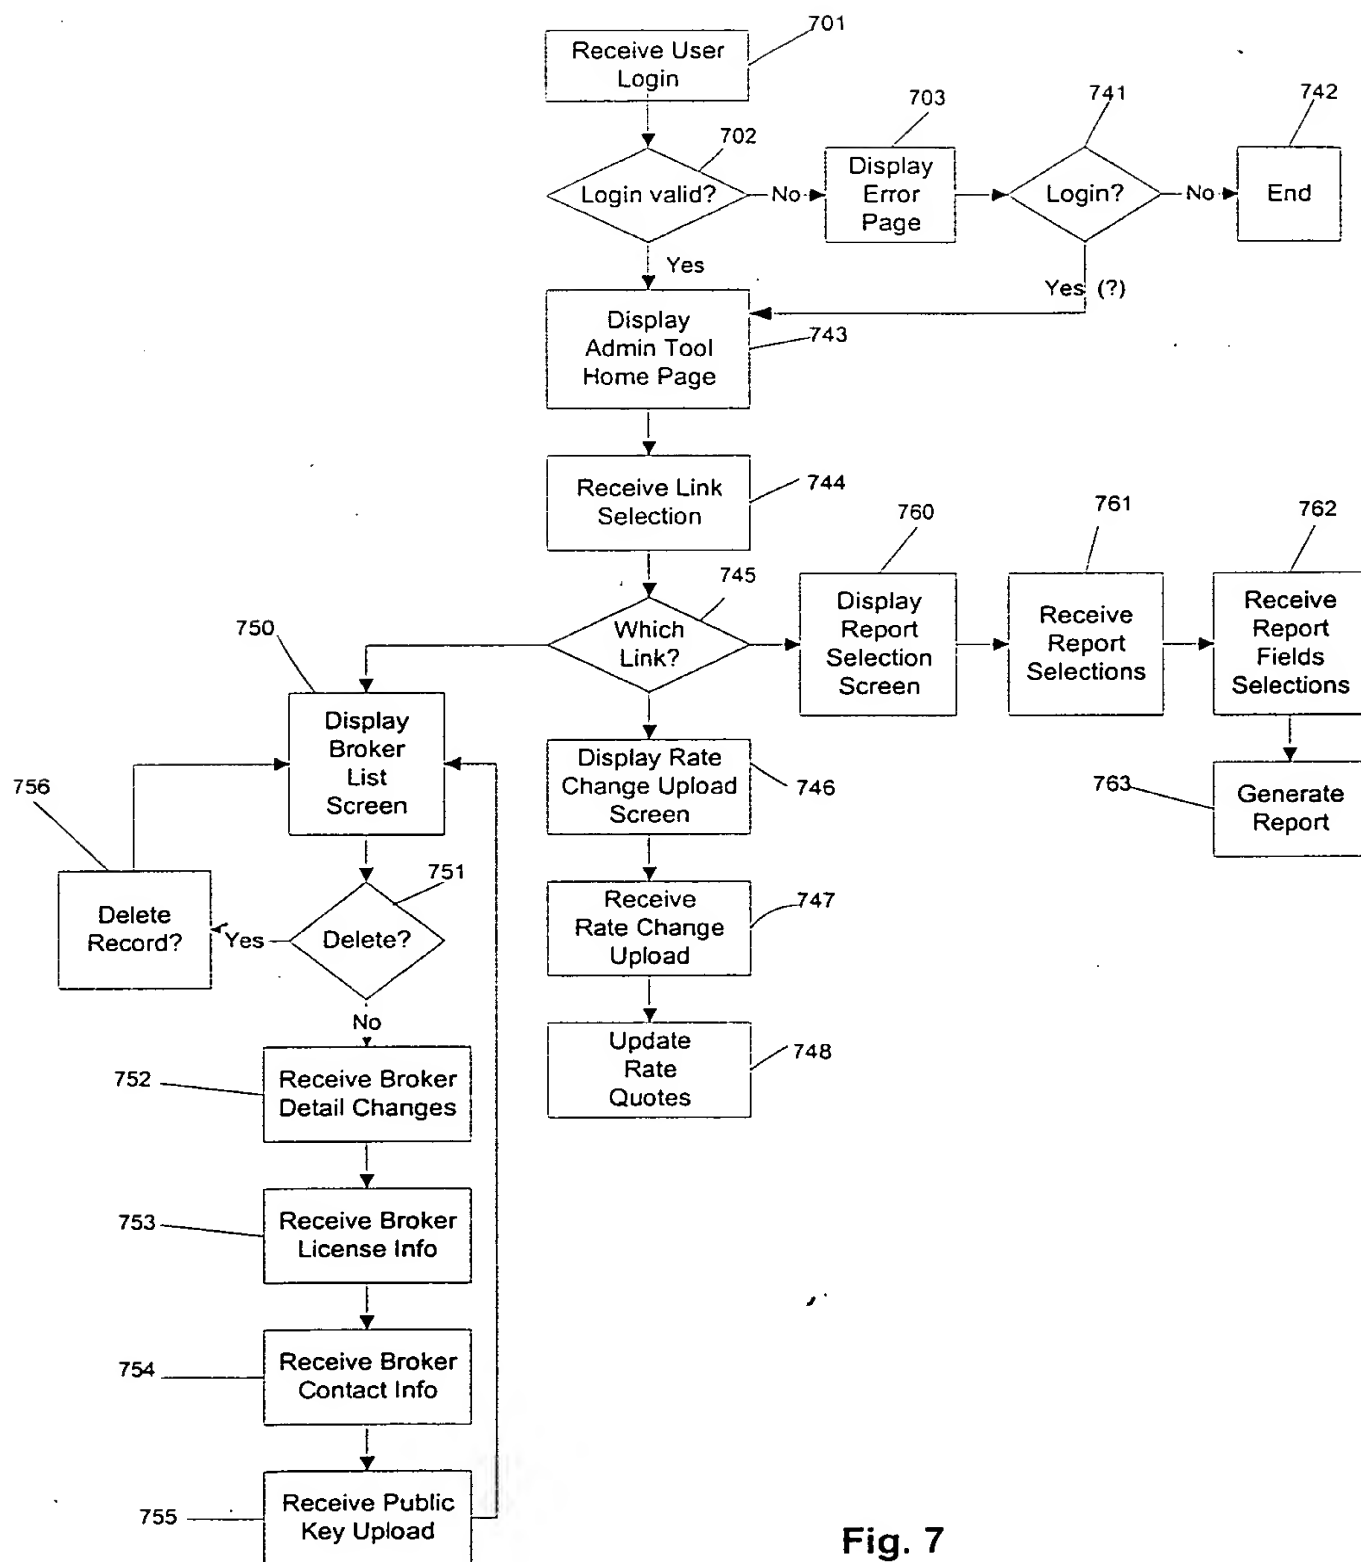 701
Receive User
Login
702
Login valid?
No
703
Display
Error
Page
741
Login?
No
742
End
Yes
Yes (?)
Display
Admin Tool
Home Page
743
Receive Link
Selection
744
745
Which
Link?
760
Display
Report
Selection
Screen
761
Receive
Report
Selections
762
Receive
Report
Fields
Selections
763
Generate
Report
750
Display
Broker
List
Screen
Display Rate
Change Upload
Screen
746
756
Delete
Record?
Yes
751
Delete?
No
Receive
Rate Change
Upload
747
Update
Rate
Quotes
748
752
Receive Broker
Detail Changes
753
Receive Broker
License Info
754
Receive Broker
Contact Info
755
Receive Public
Key Upload
Fig. 7